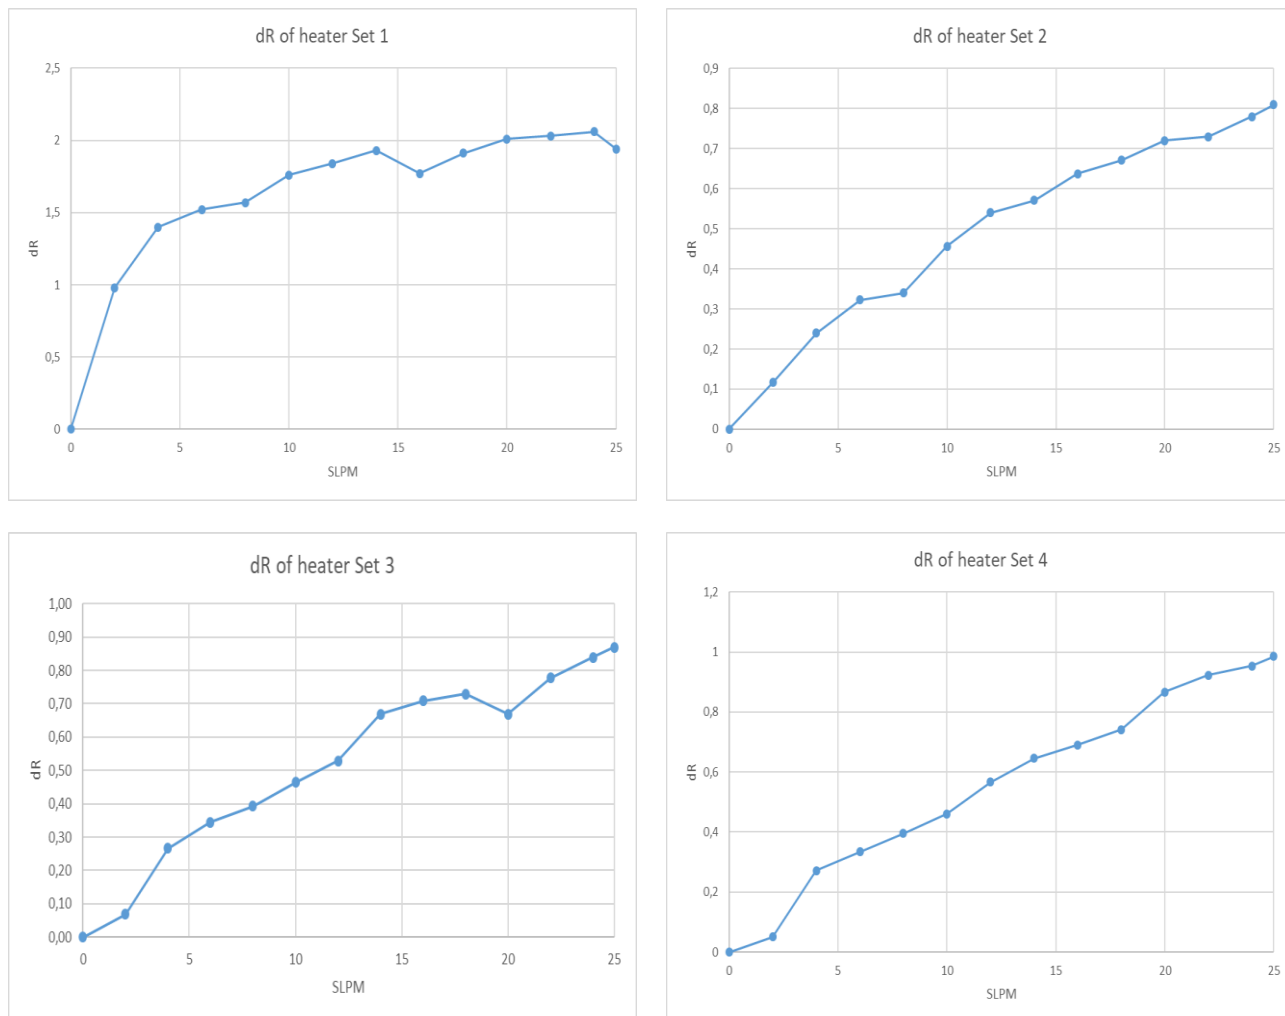 dR of heater Set 1
2,5
2
1,5
1
0,5
0
dR
0 5 10 15 20 25
SLPM
dR of heater Set 2
0,9
0,8
0,7
0,6
0,5
0,4
0,3
0,2
0,1
0
dR
0 5 10 15 20 25
SLPM
dR of heater Set 3
1,00
0,90
0,80
0,70
0,60
0,50
0,40
0,30
0,20
0,10
0,00
dR
0 5 10 15 20 25
SLPM
dR of heater Set 4
1,2
1
0,8
0,6
0,4
0,2
0
dR
0 5 10 15 20 25
SLPM